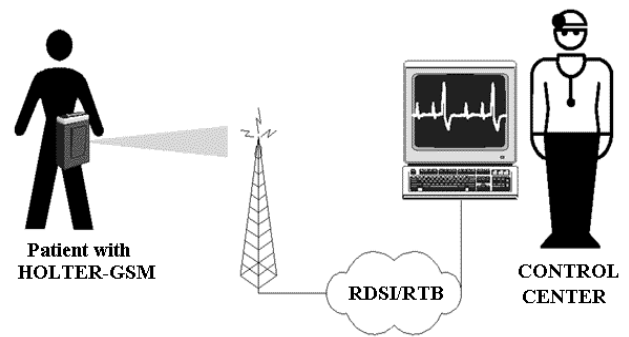 Patient with
HOLTER-GSM
RDSI/RTB
CONTROL
CENTER